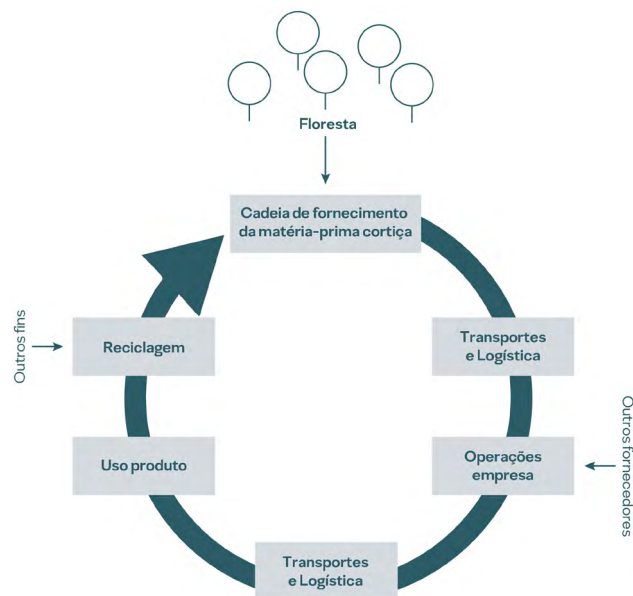 Floresta
Cadeia de fornecimento
da matéria-prima cortiça
Transportes
e Logística
Operações
empresa
Outros fornecedores
Transportes
e Logística
Uso produto
Reciclagem
Outros fins